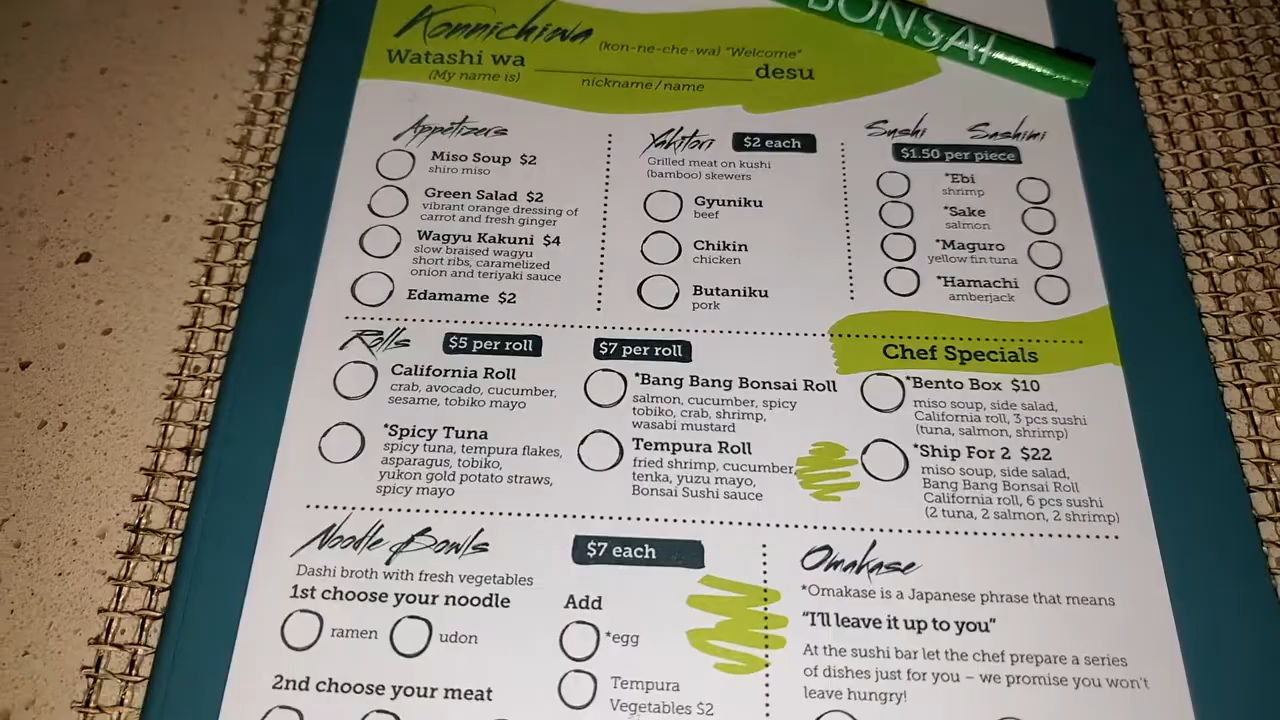 BONSAI
Konnichiwa (kon-ne-che-wa) "Welcome"
Watashi wa ____________ desu
(My name is) nickname/name
Appetizers
Miso Soup $2
shiro miso
Green Salad $2
vibrant orange dressing of
carrot and fresh ginger
Wagyu Kakuni $4
slow braised wagyu
short ribs, caramelized
onion and teriyaki sauce
Edamame $2
Yakitori $2 each
Grilled meat on kushi
(bamboo) skewers
Gyuniku
beef
Chikin
chicken
Butaniku
pork
Sushi Sashimi
$1.50 per piece
*Ebi
shrimp
*Sake
salmon
*Maguro
yellow fin tuna
*Hamachi
amberjack
Rolls $5 per roll
California Roll
crab, avocado, cucumber,
sesame, tobiko mayo
*Spicy Tuna
spicy tuna, tempura flakes,
asparagus, tobiko,
yukon gold potato straws,
spicy mayo
$7 per roll
*Bang Bang Bonsai Roll
salmon, cucumber, spicy
tobiko, crab, shrimp,
wasabi mustard
Tempura Roll
fried shrimp, cucumber,
tenka, yuzu mayo,
Bonsai Sushi sauce
Chef Specials
*Bento Box $10
miso soup, side salad,
California roll, 3 pcs sushi
(tuna, salmon, shrimp)
*Ship For 2 $22
miso soup, side salad,
Bang Bang Bonsai Roll
California roll, 6 pcs sushi
(2 tuna, 2 salmon, 2 shrimp)
Noodle Bowls $7 each
Dashi broth with fresh vegetables
1st choose your noodle
ramen udon
2nd choose your meat
Add
*egg
Tempura
Vegetables $2
Omakase
*Omakase is a Japanese phrase that means
"I'll leave it up to you"
At the sushi bar let the chef prepare a series
of dishes just for you – we promise you won't
leave hungry!